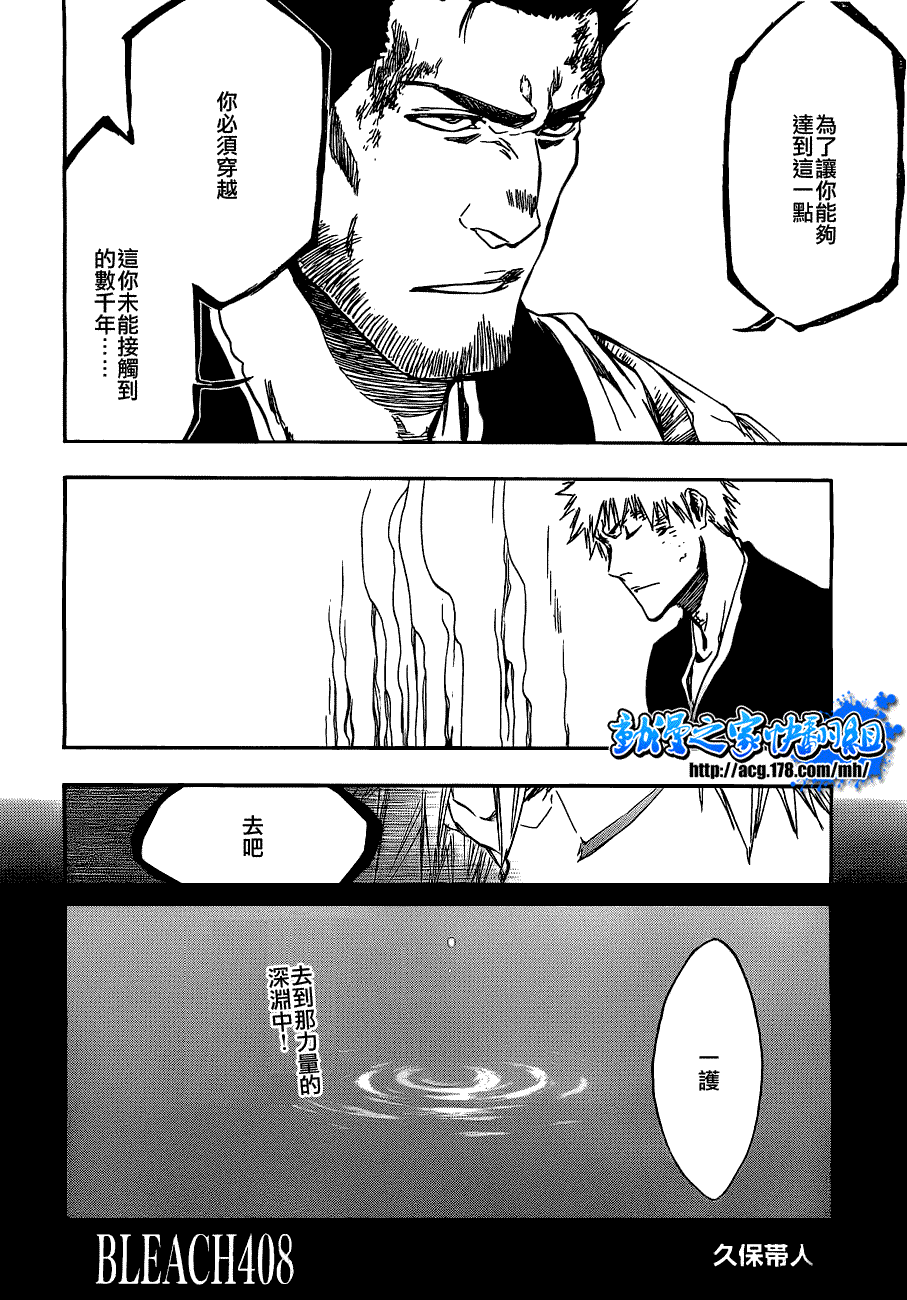 為了讓你能夠
達到這一點
你必須穿越
這你未能接觸到
的數千年……
動漫之家快翻組
http://acg.178.com/mh/
去吧
一護
去到那力量的
深淵中！
BLEACH408
久保帯人